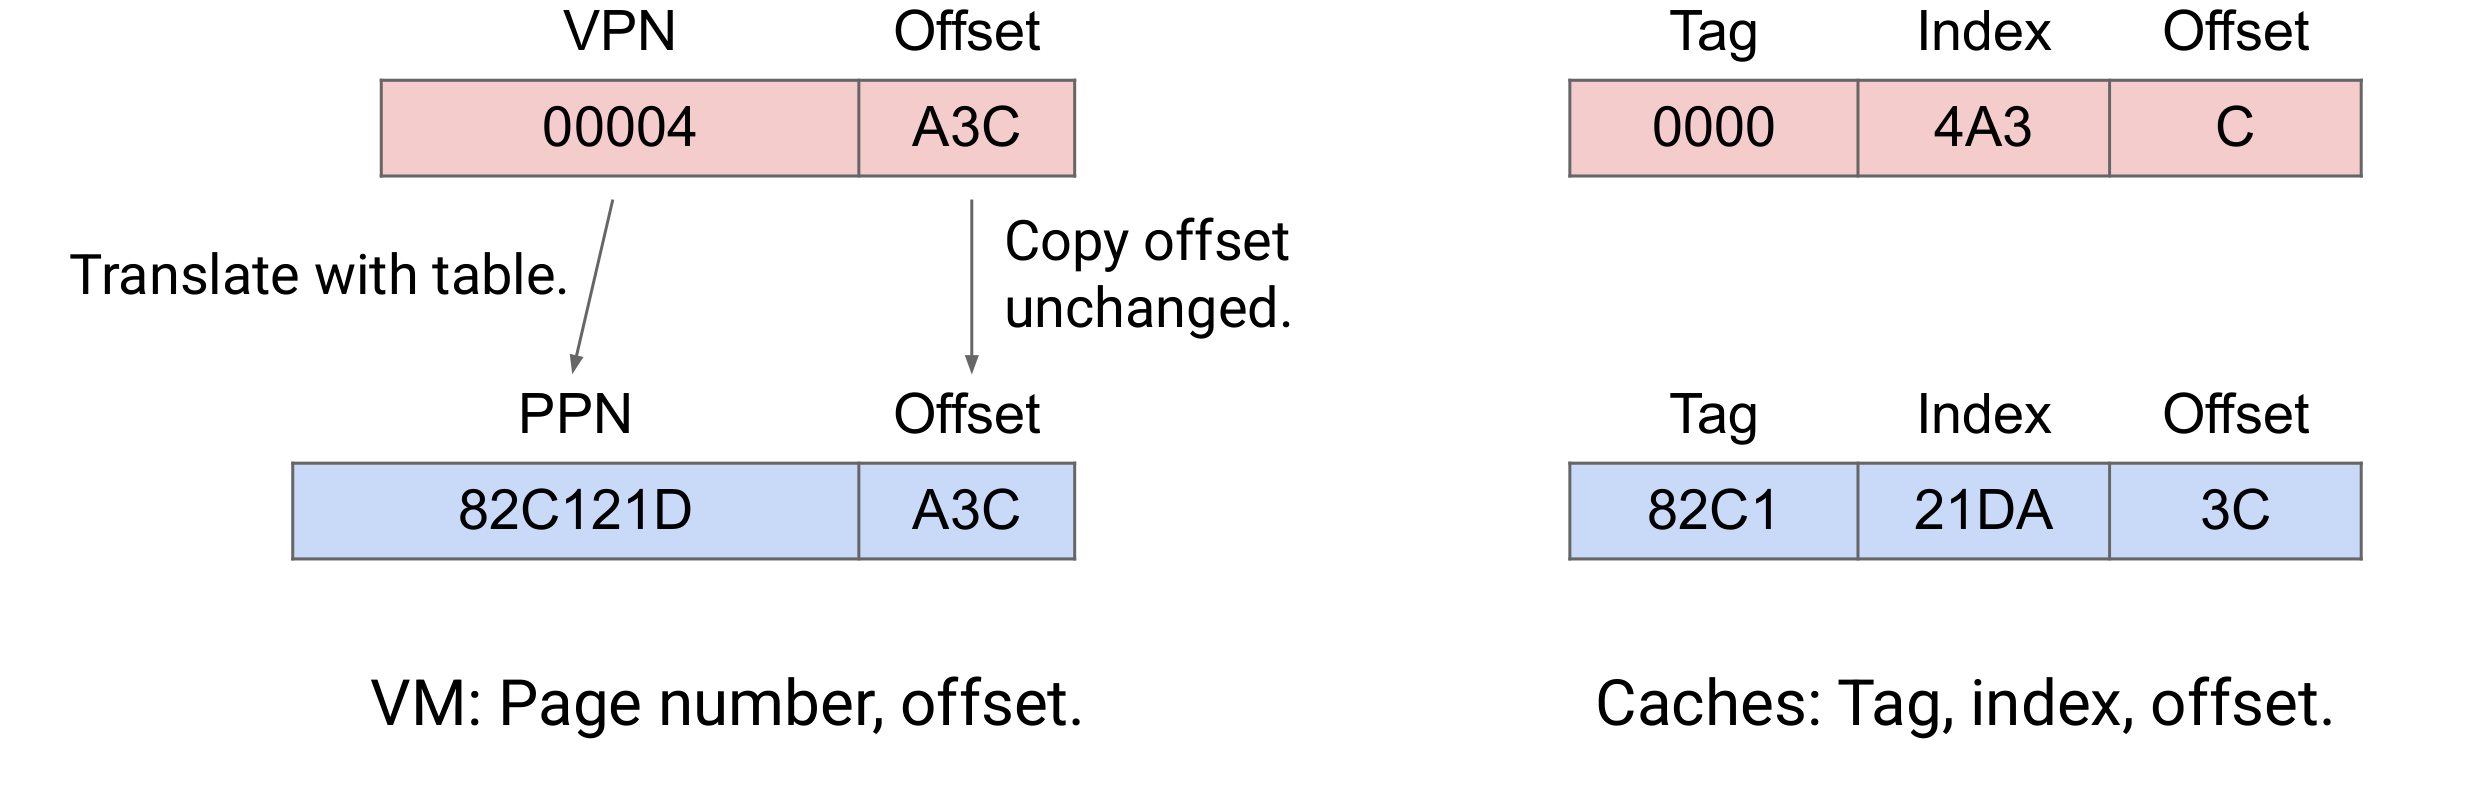 VPN Offset
00004 A3C
Translate with table.
Copy offset
unchanged.
PPN Offset
82C121D A3C
VM: Page number, offset.
Tag Index Offset
0000 4A3 C
Tag Index Offset
82C1 21DA 3C
Caches: Tag, index, offset.